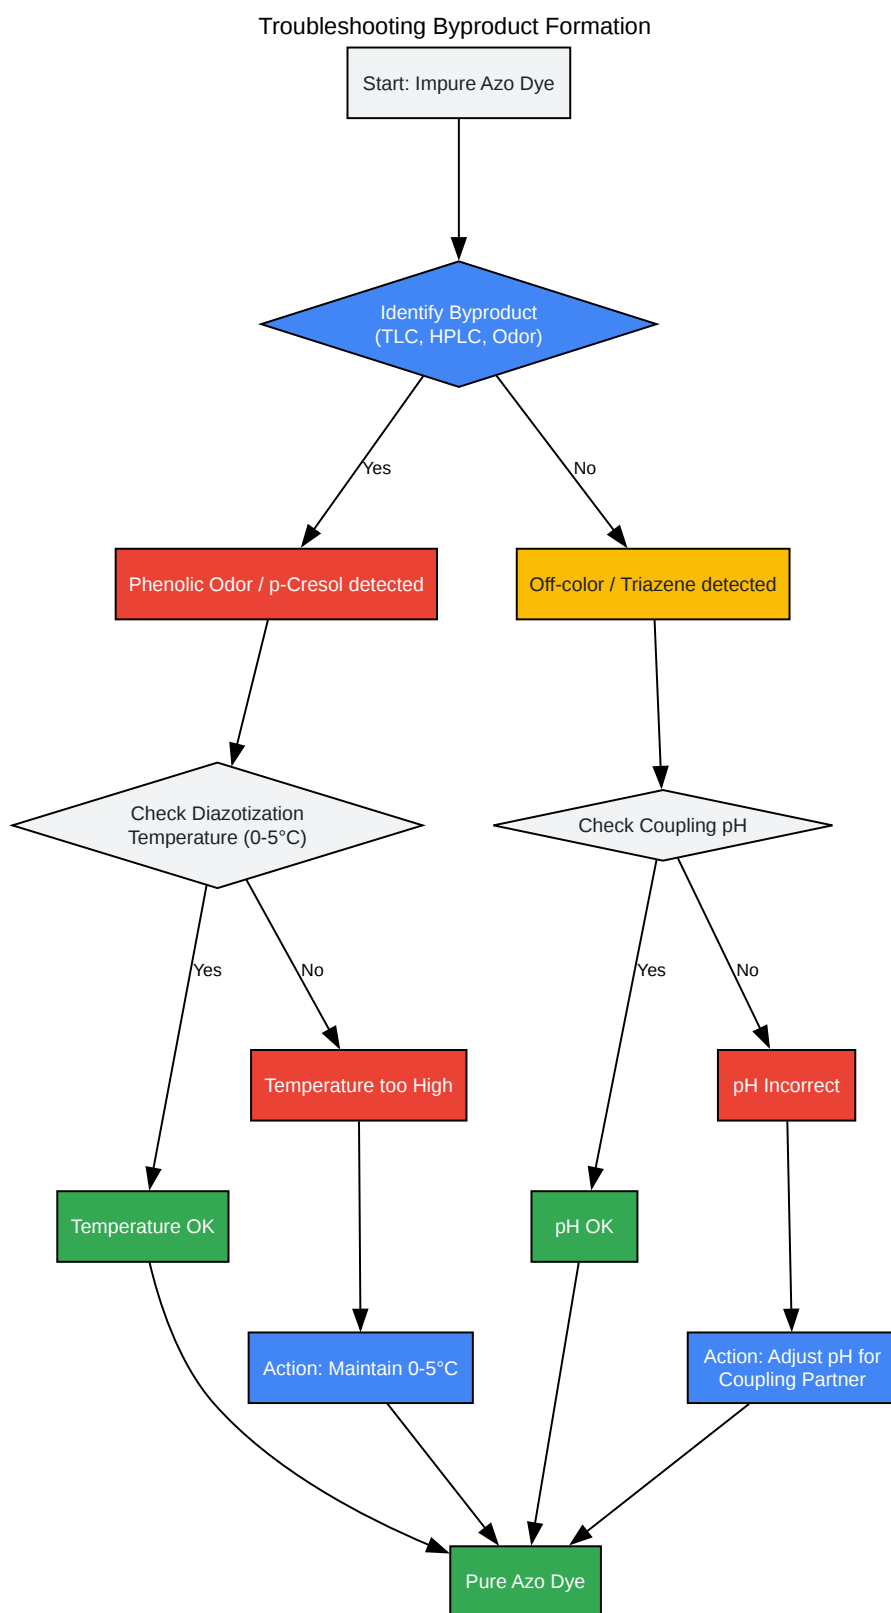 Troubleshooting Byproduct Formation
Start: Impure Azo Dye
Identify Byproduct
(TLC, HPLC, Odor)
Yes
No
Phenolic Odor / p-Cresol detected
Off-color / Triazene detected
Check Diazotization
Temperature (0-5°C)
Check Coupling pH
Yes
No
Yes
No
Temperature too High
pH Incorrect
Temperature OK
pH OK
Action: Maintain 0-5°C
Action: Adjust pH for
Coupling Partner
Pure Azo Dye